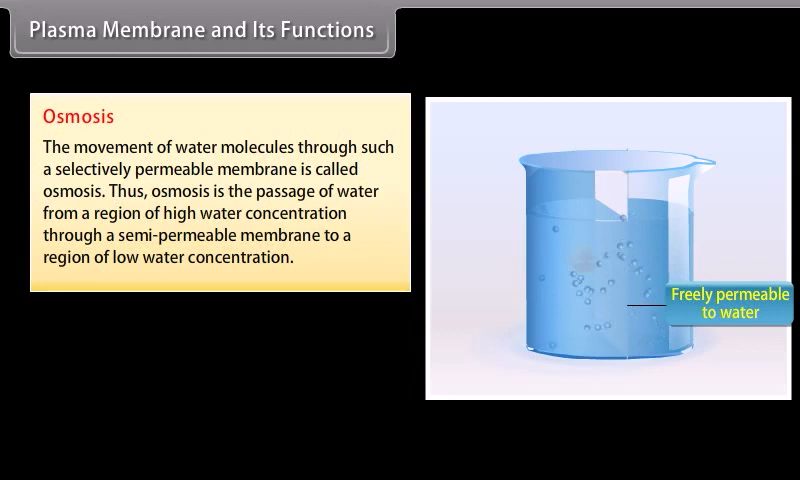 Plasma Membrane and Its Functions
Osmosis
The movement of water molecules through such
a selectively permeable membrane is called
osmosis. Thus, osmosis is the passage of water
from a region of high water concentration
through a semi-permeable membrane to a
region of low water concentration.
Freely permeable
to water